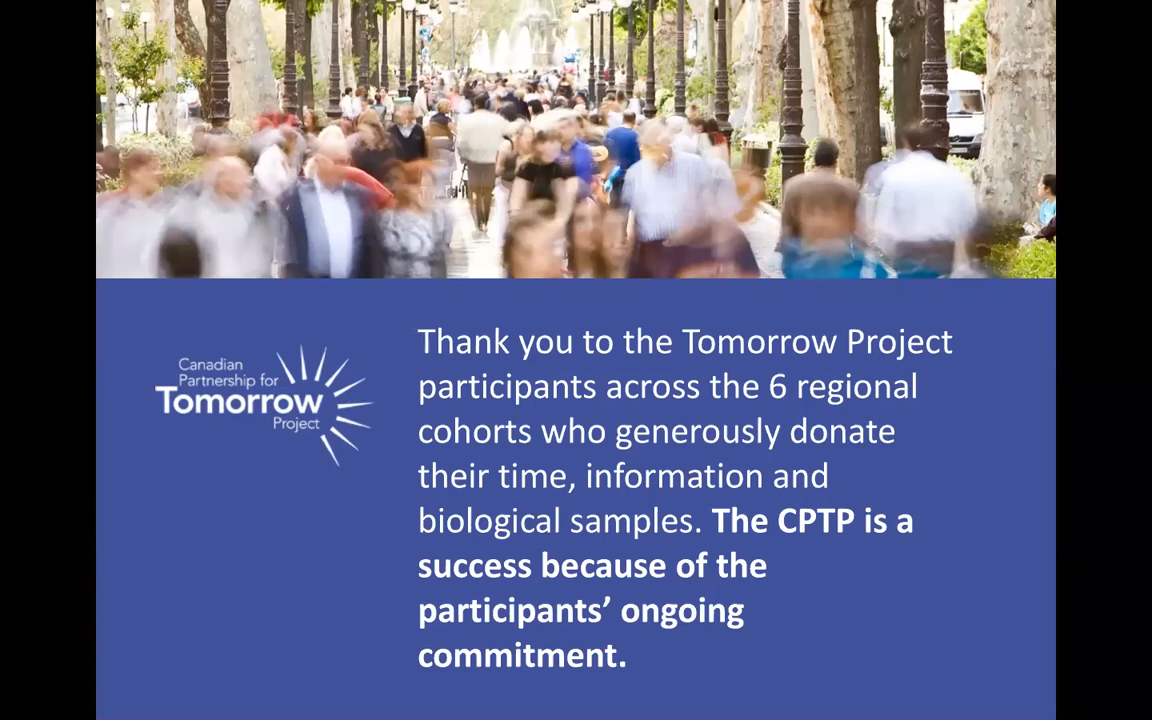 Canadian
Partnership for
Tomorrow
Project
Thank you to the Tomorrow Project
participants across the 6 regional
cohorts who generously donate
their time, information and
biological samples. The CPTP is a
success because of the
participants’ ongoing
commitment.